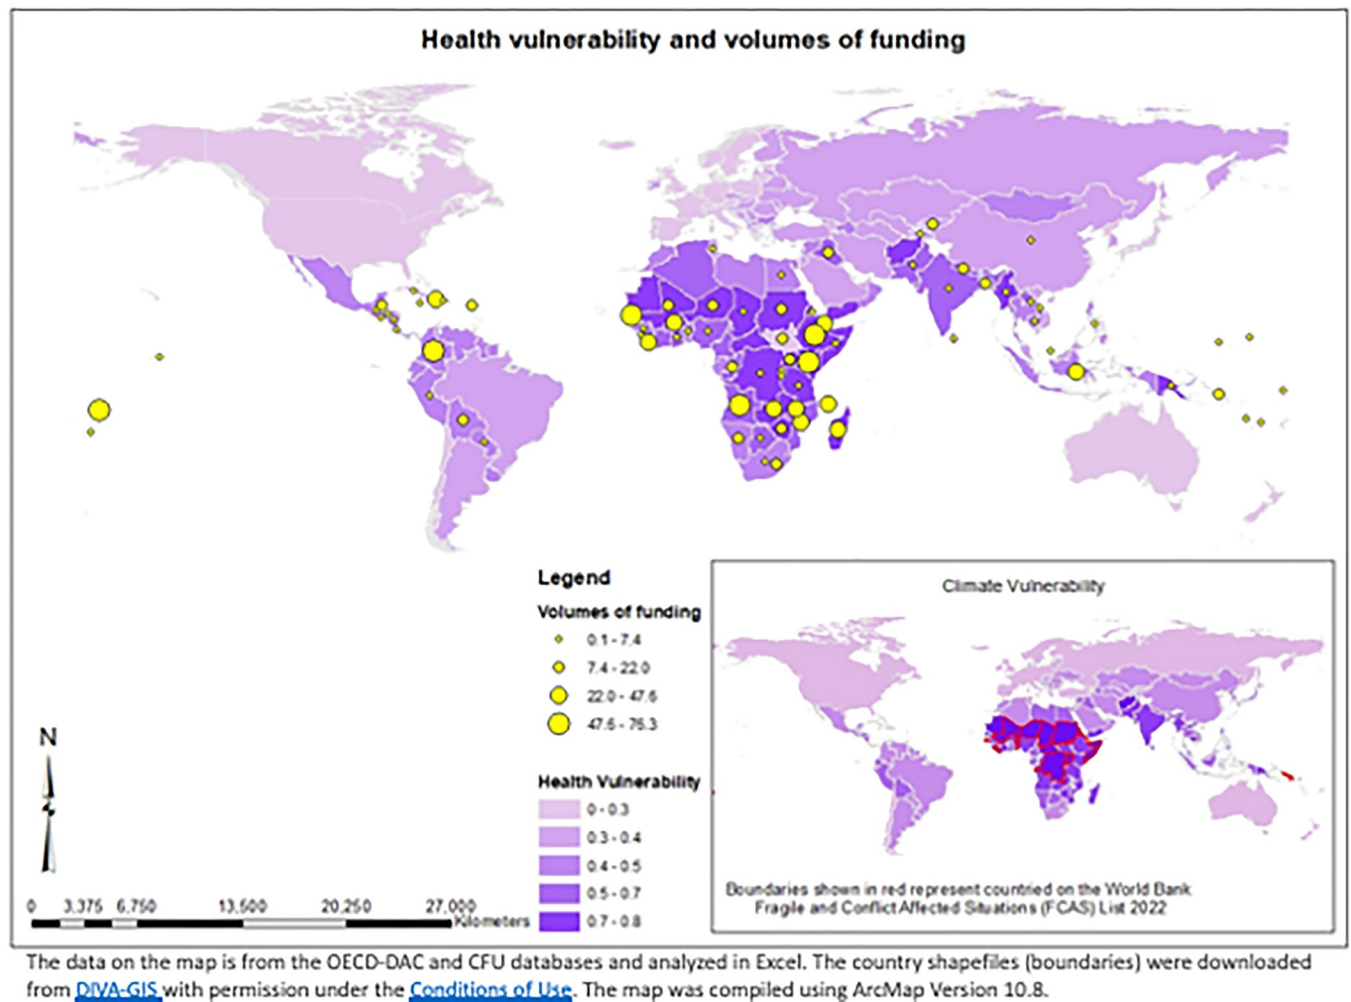 Health vulnerability and volumes of funding
Legend
Volumes of funding
0.1 - 7.4
7.4 - 22.0
22.0 - 47.6
47.6 - 76.3
Health Vulnerability
0 - 0.3
0.3 - 0.4
0.4 - 0.5
0.5 - 0.7
0.7 - 0.8
N
0 3,375 6,750 13,500 20,250 27,000
Kilometers
Climate Vulnerability
Boundaries shown in red represent countried on the World Bank
Fragile and Conflict Affected Situations (FCAS) List 2022
The data on the map is from the OECD-DAC and CFU databases and analyzed in Excel. The country shapefiles (boundaries) were downloaded
from DIVA-GIS with permission under the Conditions of Use. The map was compiled using ArcMap Version 10.8.